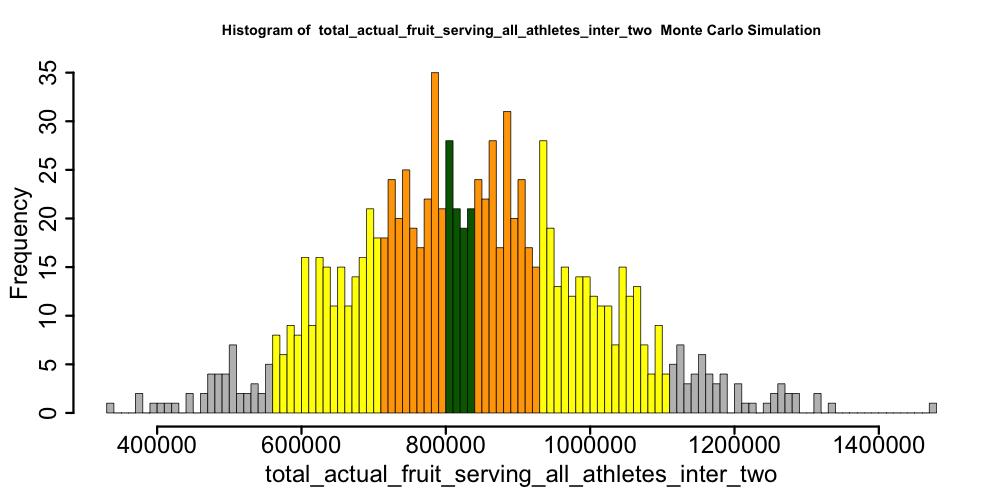 Histogram of  total_actual_fruit_serving_all_athletes_inter_two  Monte Carlo Simulation
Frequency
35
30
25
20
15
10
5
0
400000 600000 800000 1000000 1200000 1400000
total_actual_fruit_serving_all_athletes_inter_two